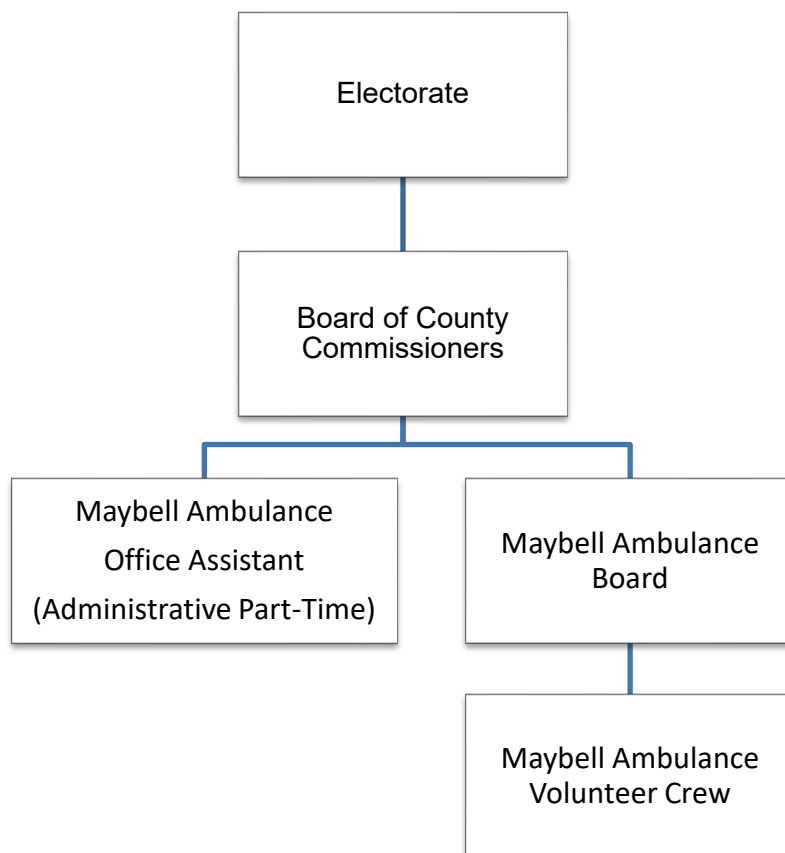 Electorate
Board of County
Commissioners
Maybell Ambulance
Office Assistant
(Administrative Part-Time)
Maybell Ambulance
Board
Maybell Ambulance
Volunteer Crew